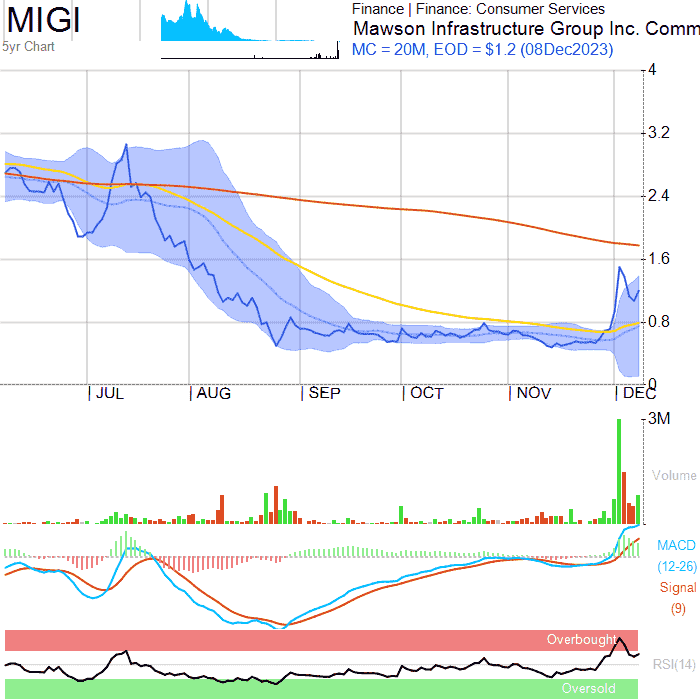 MIGI
5yr Chart
Finance | Finance: Consumer Services
Mawson Infrastructure Group Inc. Comm
MC = 20M, EOD = $1.2 (08Dec2023)
4
3.2
2.4
1.6
0.8
0
JUL AUG SEP OCT NOV DEC
3M
Volume
MACD
(12-26)
Signal
(9)
Overbought
RSI(14)
Oversold